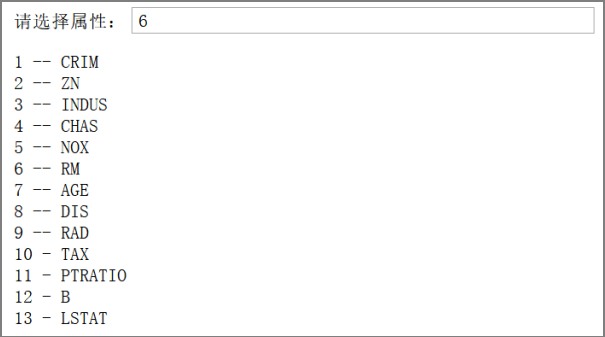 请选择属性： 6
1 -- CRIM
2 -- ZN
3 -- INDUS
4 -- CHAS
5 -- NOX
6 -- RM
7 -- AGE
8 -- DIS
9 -- RAD
10 - TAX
11 - PTRATIO
12 - B
13 - LSTAT